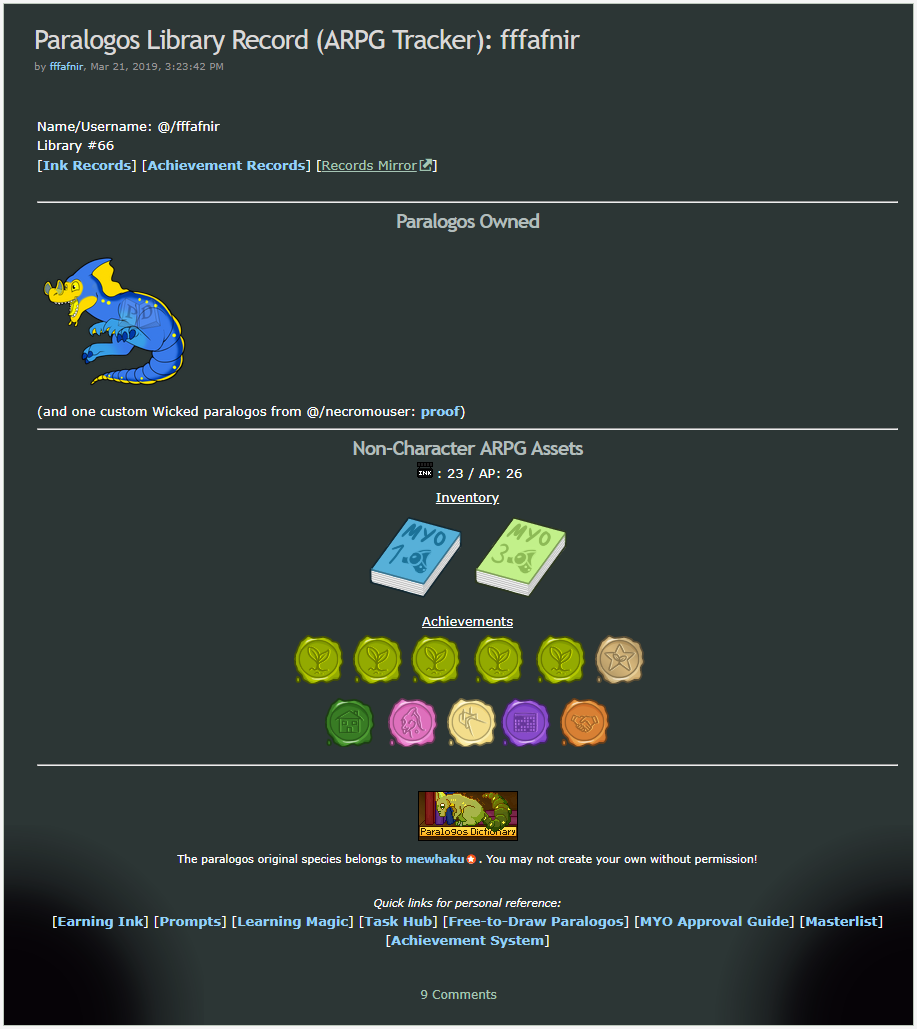 Paralogos Library Record (ARPG Tracker): fffafnir
by fffafnir, Mar 21, 2019, 3:23:42 PM
Name/Username: @/fffafnir
Library #66
[Ink Records] [Achievement Records] [Records Mirror]
Paralogos Owned
PD
(and one custom Wicked paralogos from @/necromouser: proof)
Non-Character ARPG Assets
INK : 23 / AP: 26
Inventory
MYO MYO
1. 3.
Achievements
Paralogos Dictionary
The paralogos original species belongs to mewhaku. You may not create your own without permission!
Quick links for personal reference:
[Earning Ink] [Prompts] [Learning Magic] [Task Hub] [Free-to-Draw Paralogos] [MYO Approval Guide] [Masterlist]
[Achievement System]
9 Comments